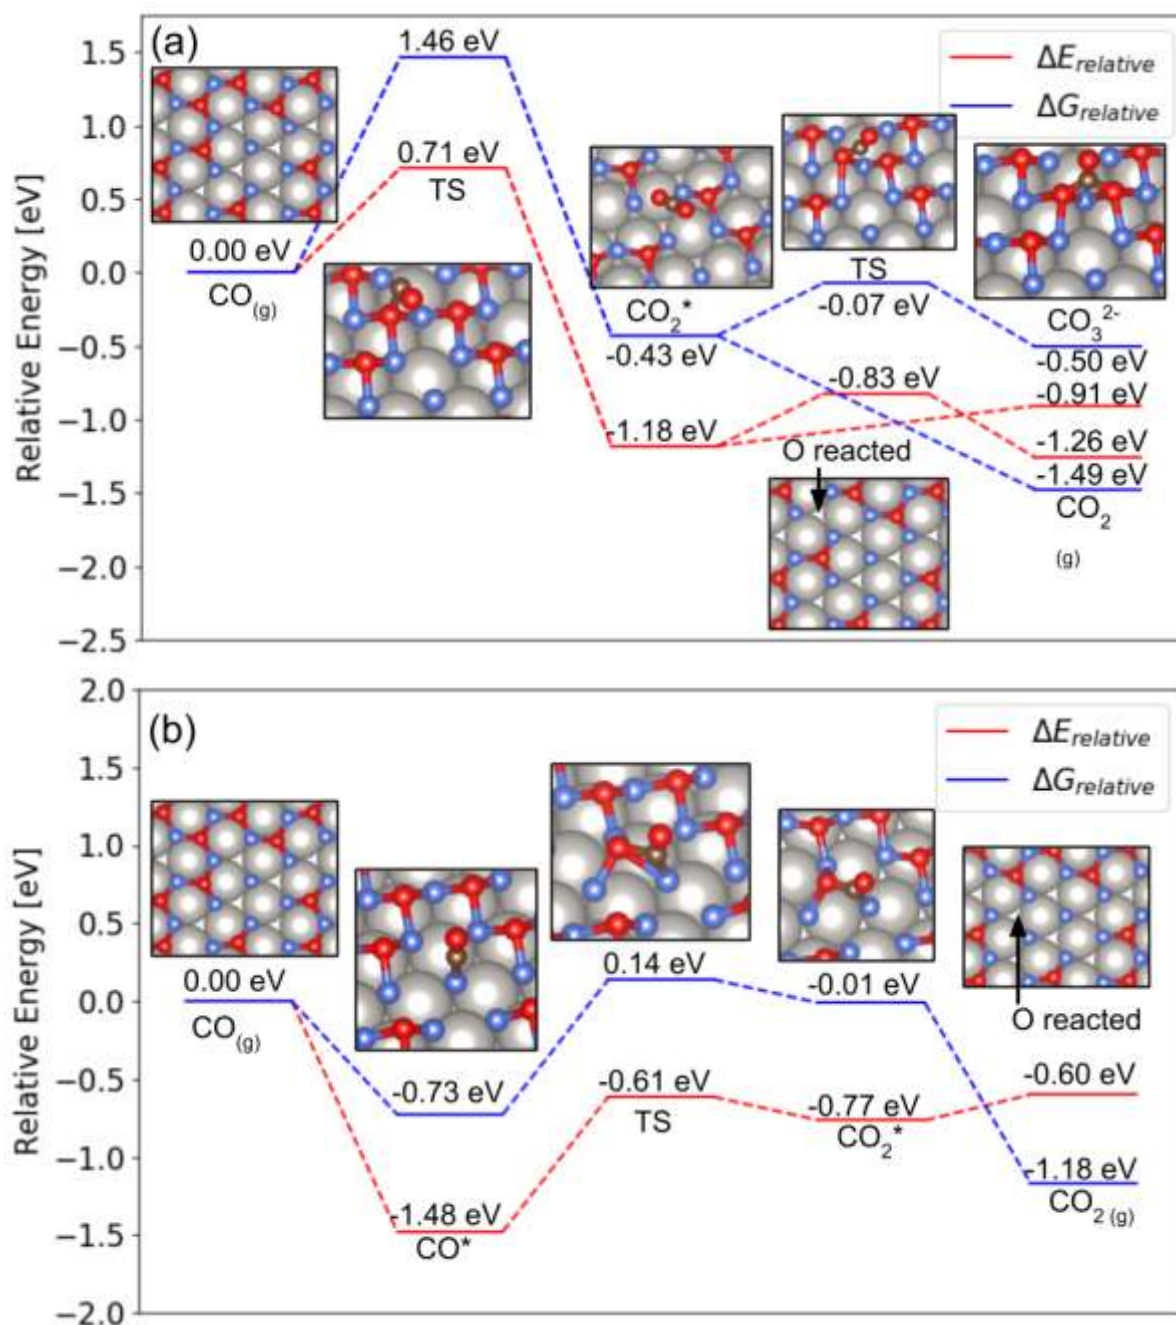 (a)
1.46 eV
ΔE_relative
ΔG_relative
1.5
1.0
0.5
0.0
−0.5
−1.0
−1.5
−2.0
−2.5
Relative Energy [eV]
0.71 eV
TS
0.00 eV
CO(g)
CO₂*
-0.43 eV
TS
-0.07 eV
CO₃²⁻
-0.50 eV
-0.83 eV
-0.91 eV
-1.18 eV
-1.26 eV
O reacted
-1.49 eV
CO₂
(g)
(b)
ΔE_relative
ΔG_relative
2.0
1.5
1.0
0.5
0.0
−0.5
−1.0
−1.5
−2.0
Relative Energy [eV]
0.00 eV
CO(g)
0.14 eV
-0.01 eV
O reacted
-0.73 eV
-0.61 eV
TS
-0.77 eV
CO₂*
-0.60 eV
-1.48 eV
CO*
-1.18 eV
CO₂ (g)